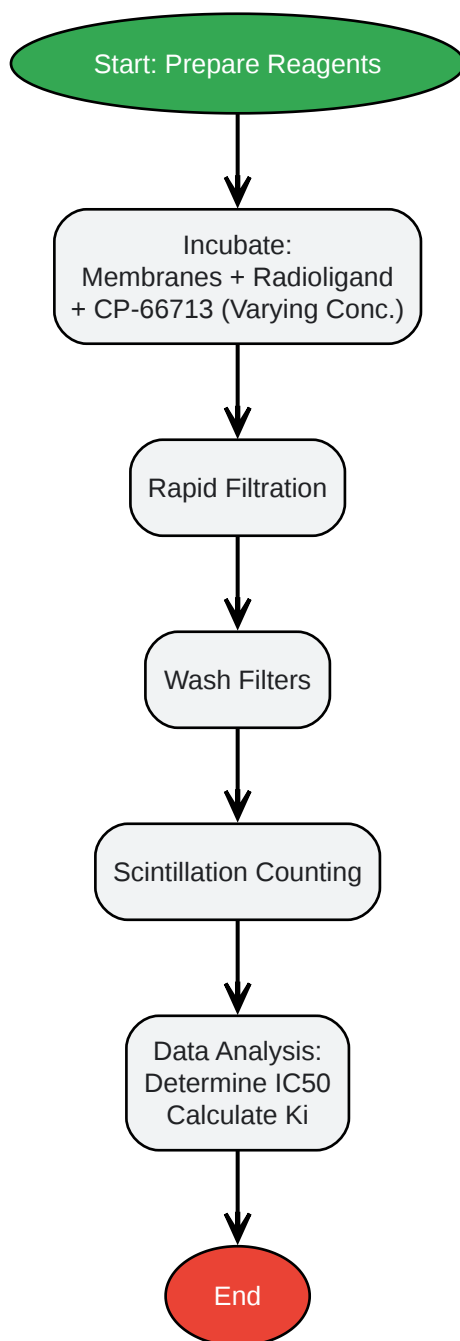 Start: Prepare Reagents
Incubate:
Membranes + Radioligand
+ CP-66713 (Varying Conc.)
Rapid Filtration
Wash Filters
Scintillation Counting
Data Analysis:
Determine IC50
Calculate Ki
End